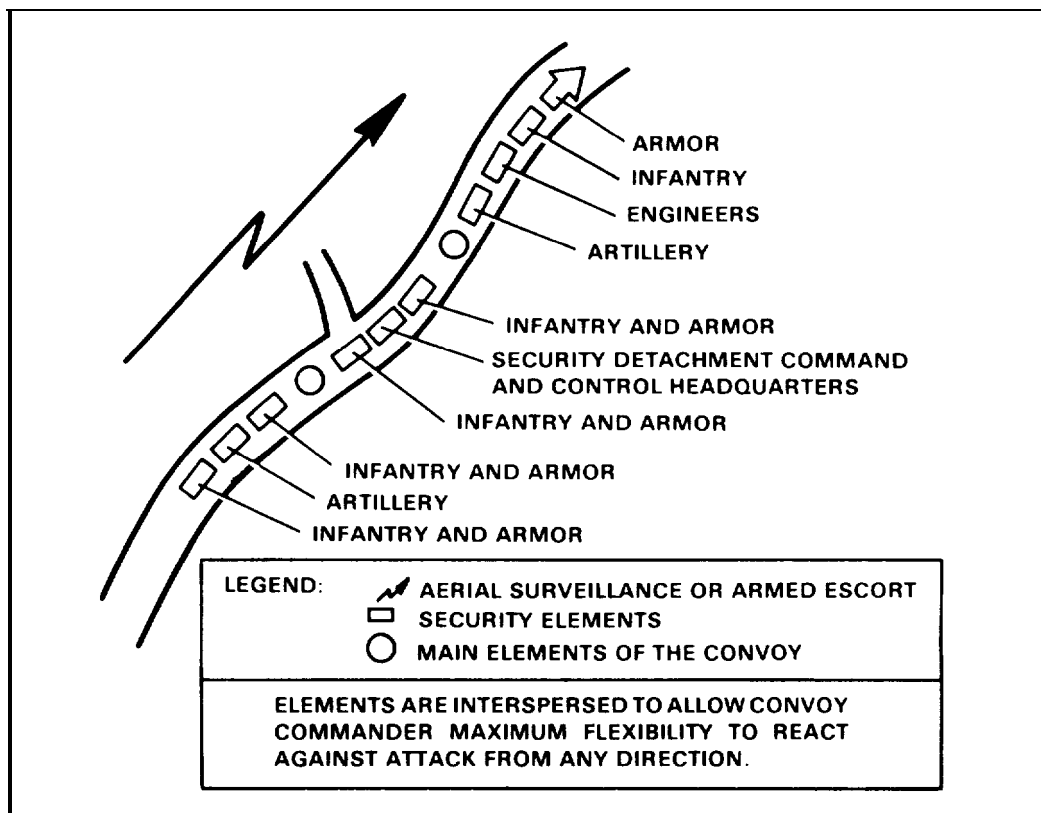 ARMOR
INFANTRY
ENGINEERS
ARTILLERY
INFANTRY AND ARMOR
SECURITY DETACHMENT COMMAND
AND CONTROL HEADQUARTERS
INFANTRY AND ARMOR
INFANTRY AND ARMOR
ARTILLERY
INFANTRY AND ARMOR
LEGEND:
AERIAL SURVEILLANCE OR ARMED ESCORT
SECURITY ELEMENTS
MAIN ELEMENTS OF THE CONVOY
ELEMENTS ARE INTERSPERSED TO ALLOW CONVOY
COMMANDER MAXIMUM FLEXIBILITY TO REACT
AGAINST ATTACK FROM ANY DIRECTION.